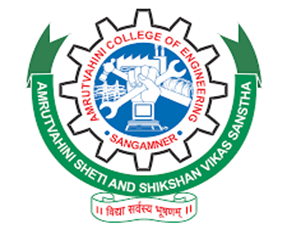 AMRUTVAHINI COLLEGE OF ENGINEERING
SANGAMNER
AMRUTVAHINI SHETI AND SHIKSHAN VIKAS SANSTHA
।। विद्या सर्वस्य भूषणम् ।।